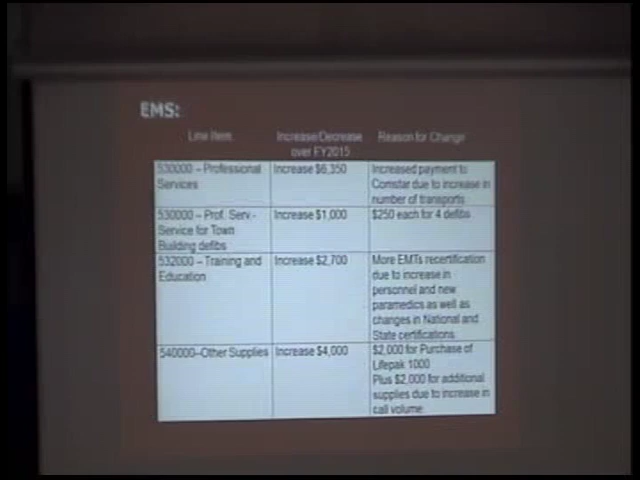 EMS:
Line Item Increase/Decrease Reason for Change
over FY2015
530000 – Professional Increase $6,350 Increased payment to
Services Comstar due to increase in
number of transports
530000 – Prof. Serv.- Increase $1,000 $250 each for 4 defibs
Service for Town
Building defibs
532000 – Training and Increase $2,700 More EMTs recertification
Education due to increase in
personnel and new
paramedics as well as
changes in National and
State certifications
540000–Other Supplies Increase $4,000 $2,000 for Purchase of
Lifepak 1000
Plus $2,000 for additional
supplies due to increase in
call volume